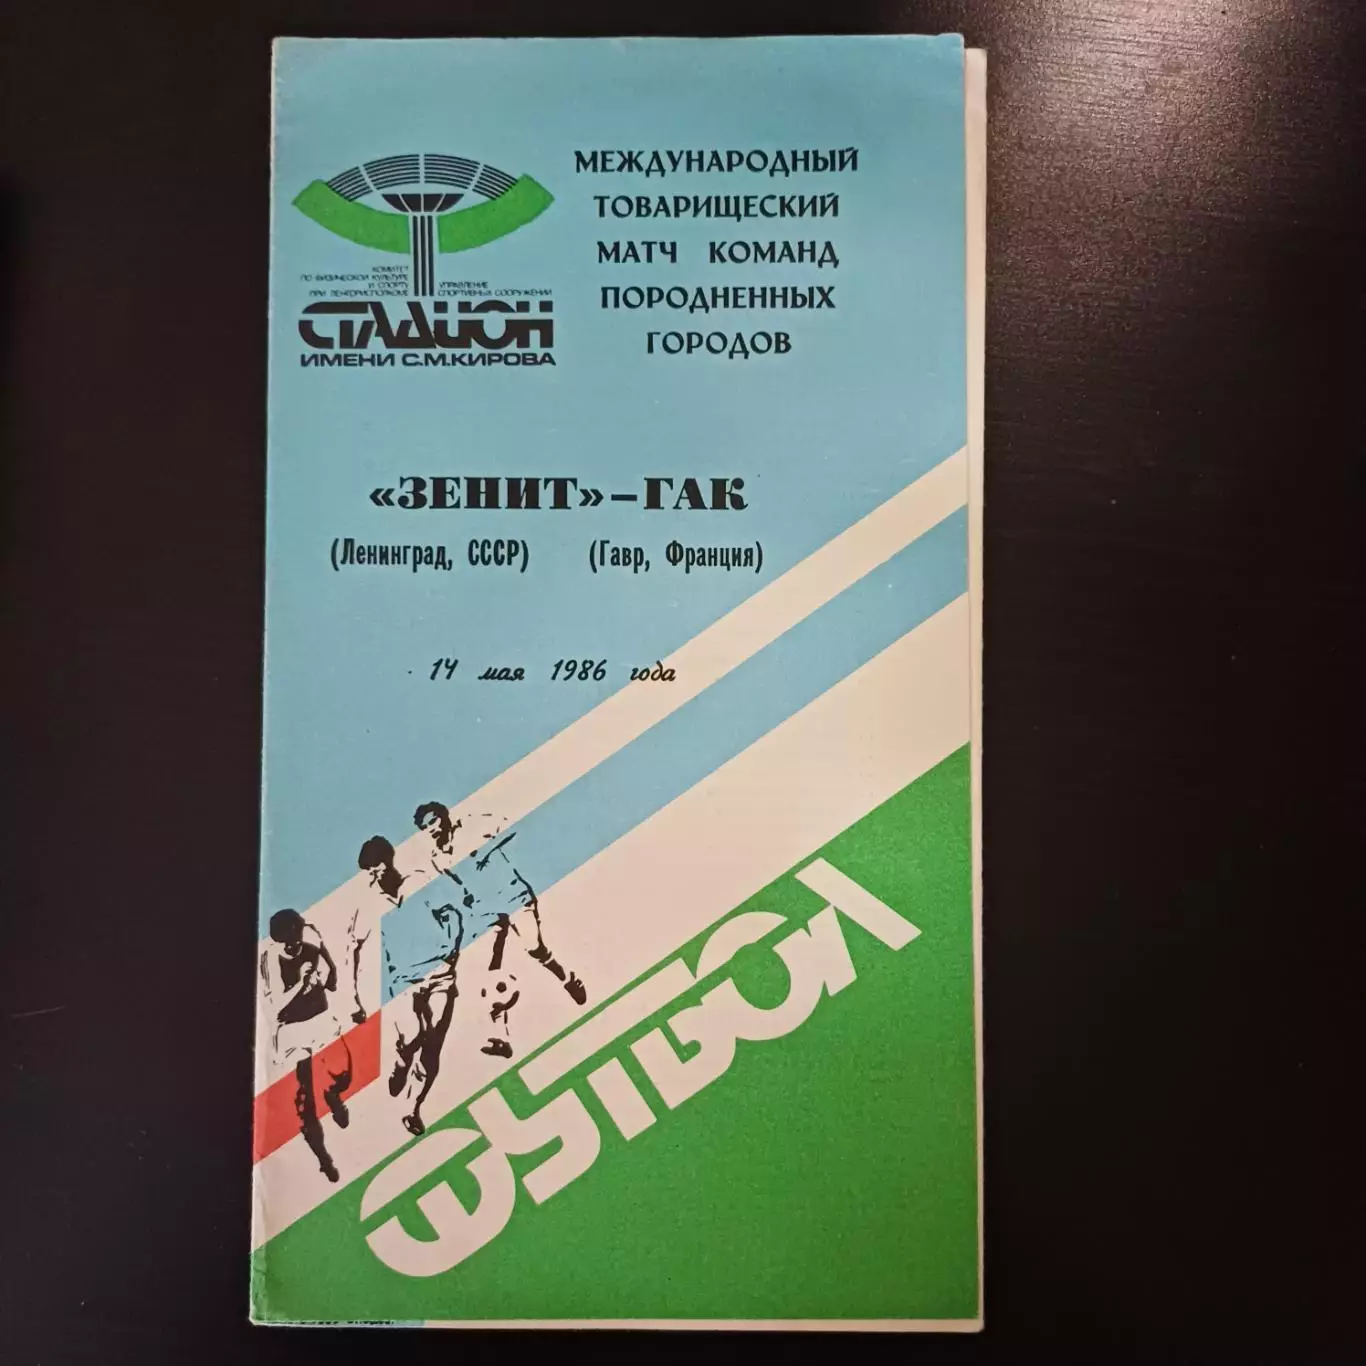 МЕЖДУНАРОДНЫЙ
ТОВАРИЩЕСКИЙ
МАТЧ КОМАНД
ПОРОДНЕННЫХ
ГОРОДОВ
КОМИТЕТ
ПО ФИЗИЧЕСКОЙ КУЛЬТУРЕ
И СПОРТУ
ПРИ ЛЕНГОРИСПОЛКОМЕ
УПРАВЛЕНИЕ
СПОРТИВНЫХ СООРУЖЕНИЙ
СТАДИОН
ИМЕНИ С.М.КИРОВА
«ЗЕНИТ»–ГАК
(Ленинград, СССР) (Гавр, Франция)
14 мая 1986 года
ФУТБОЛ